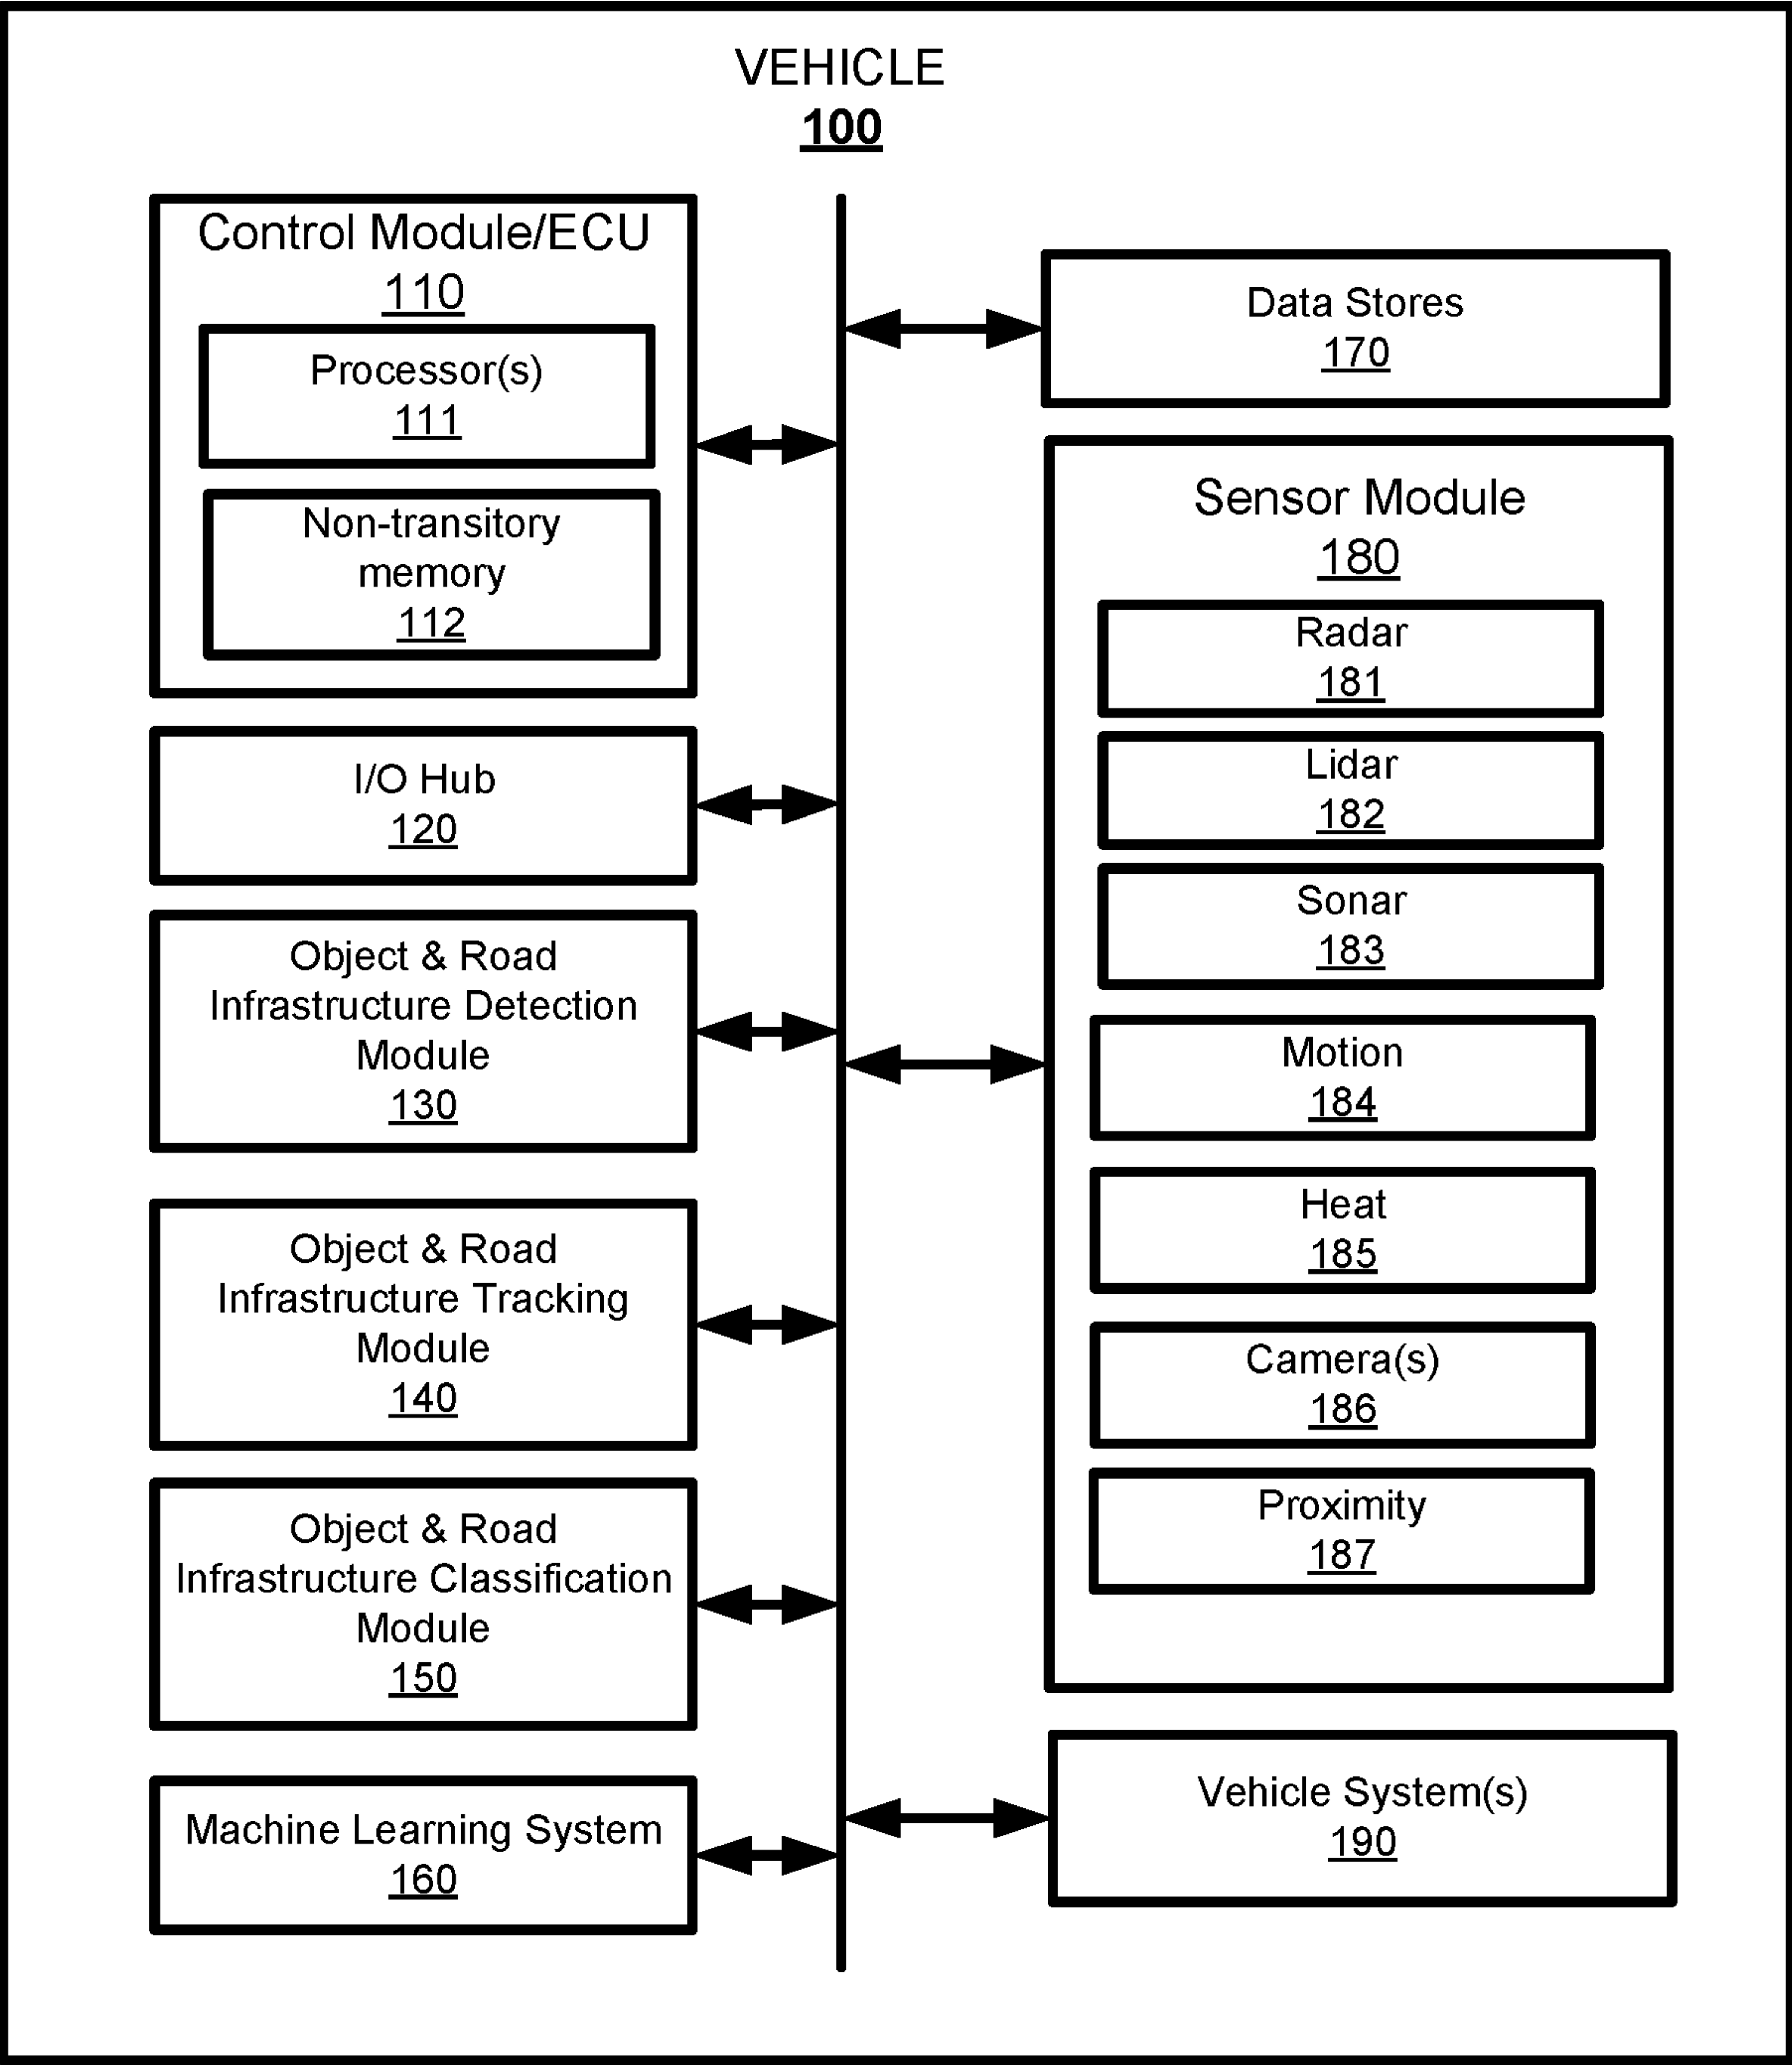 VEHICLE
100
Control Module/ECU
110
Processor(s)
111
Non-transitory
memory
112
I/O Hub
120
Object & Road
Infrastructure Detection
Module
130
Object & Road
Infrastructure Tracking
Module
140
Object & Road
Infrastructure Classification
Module
150
Machine Learning System
160
Data Stores
170
Sensor Module
180
Radar
181
Lidar
182
Sonar
183
Motion
184
Heat
185
Camera(s)
186
Proximity
187
Vehicle System(s)
190